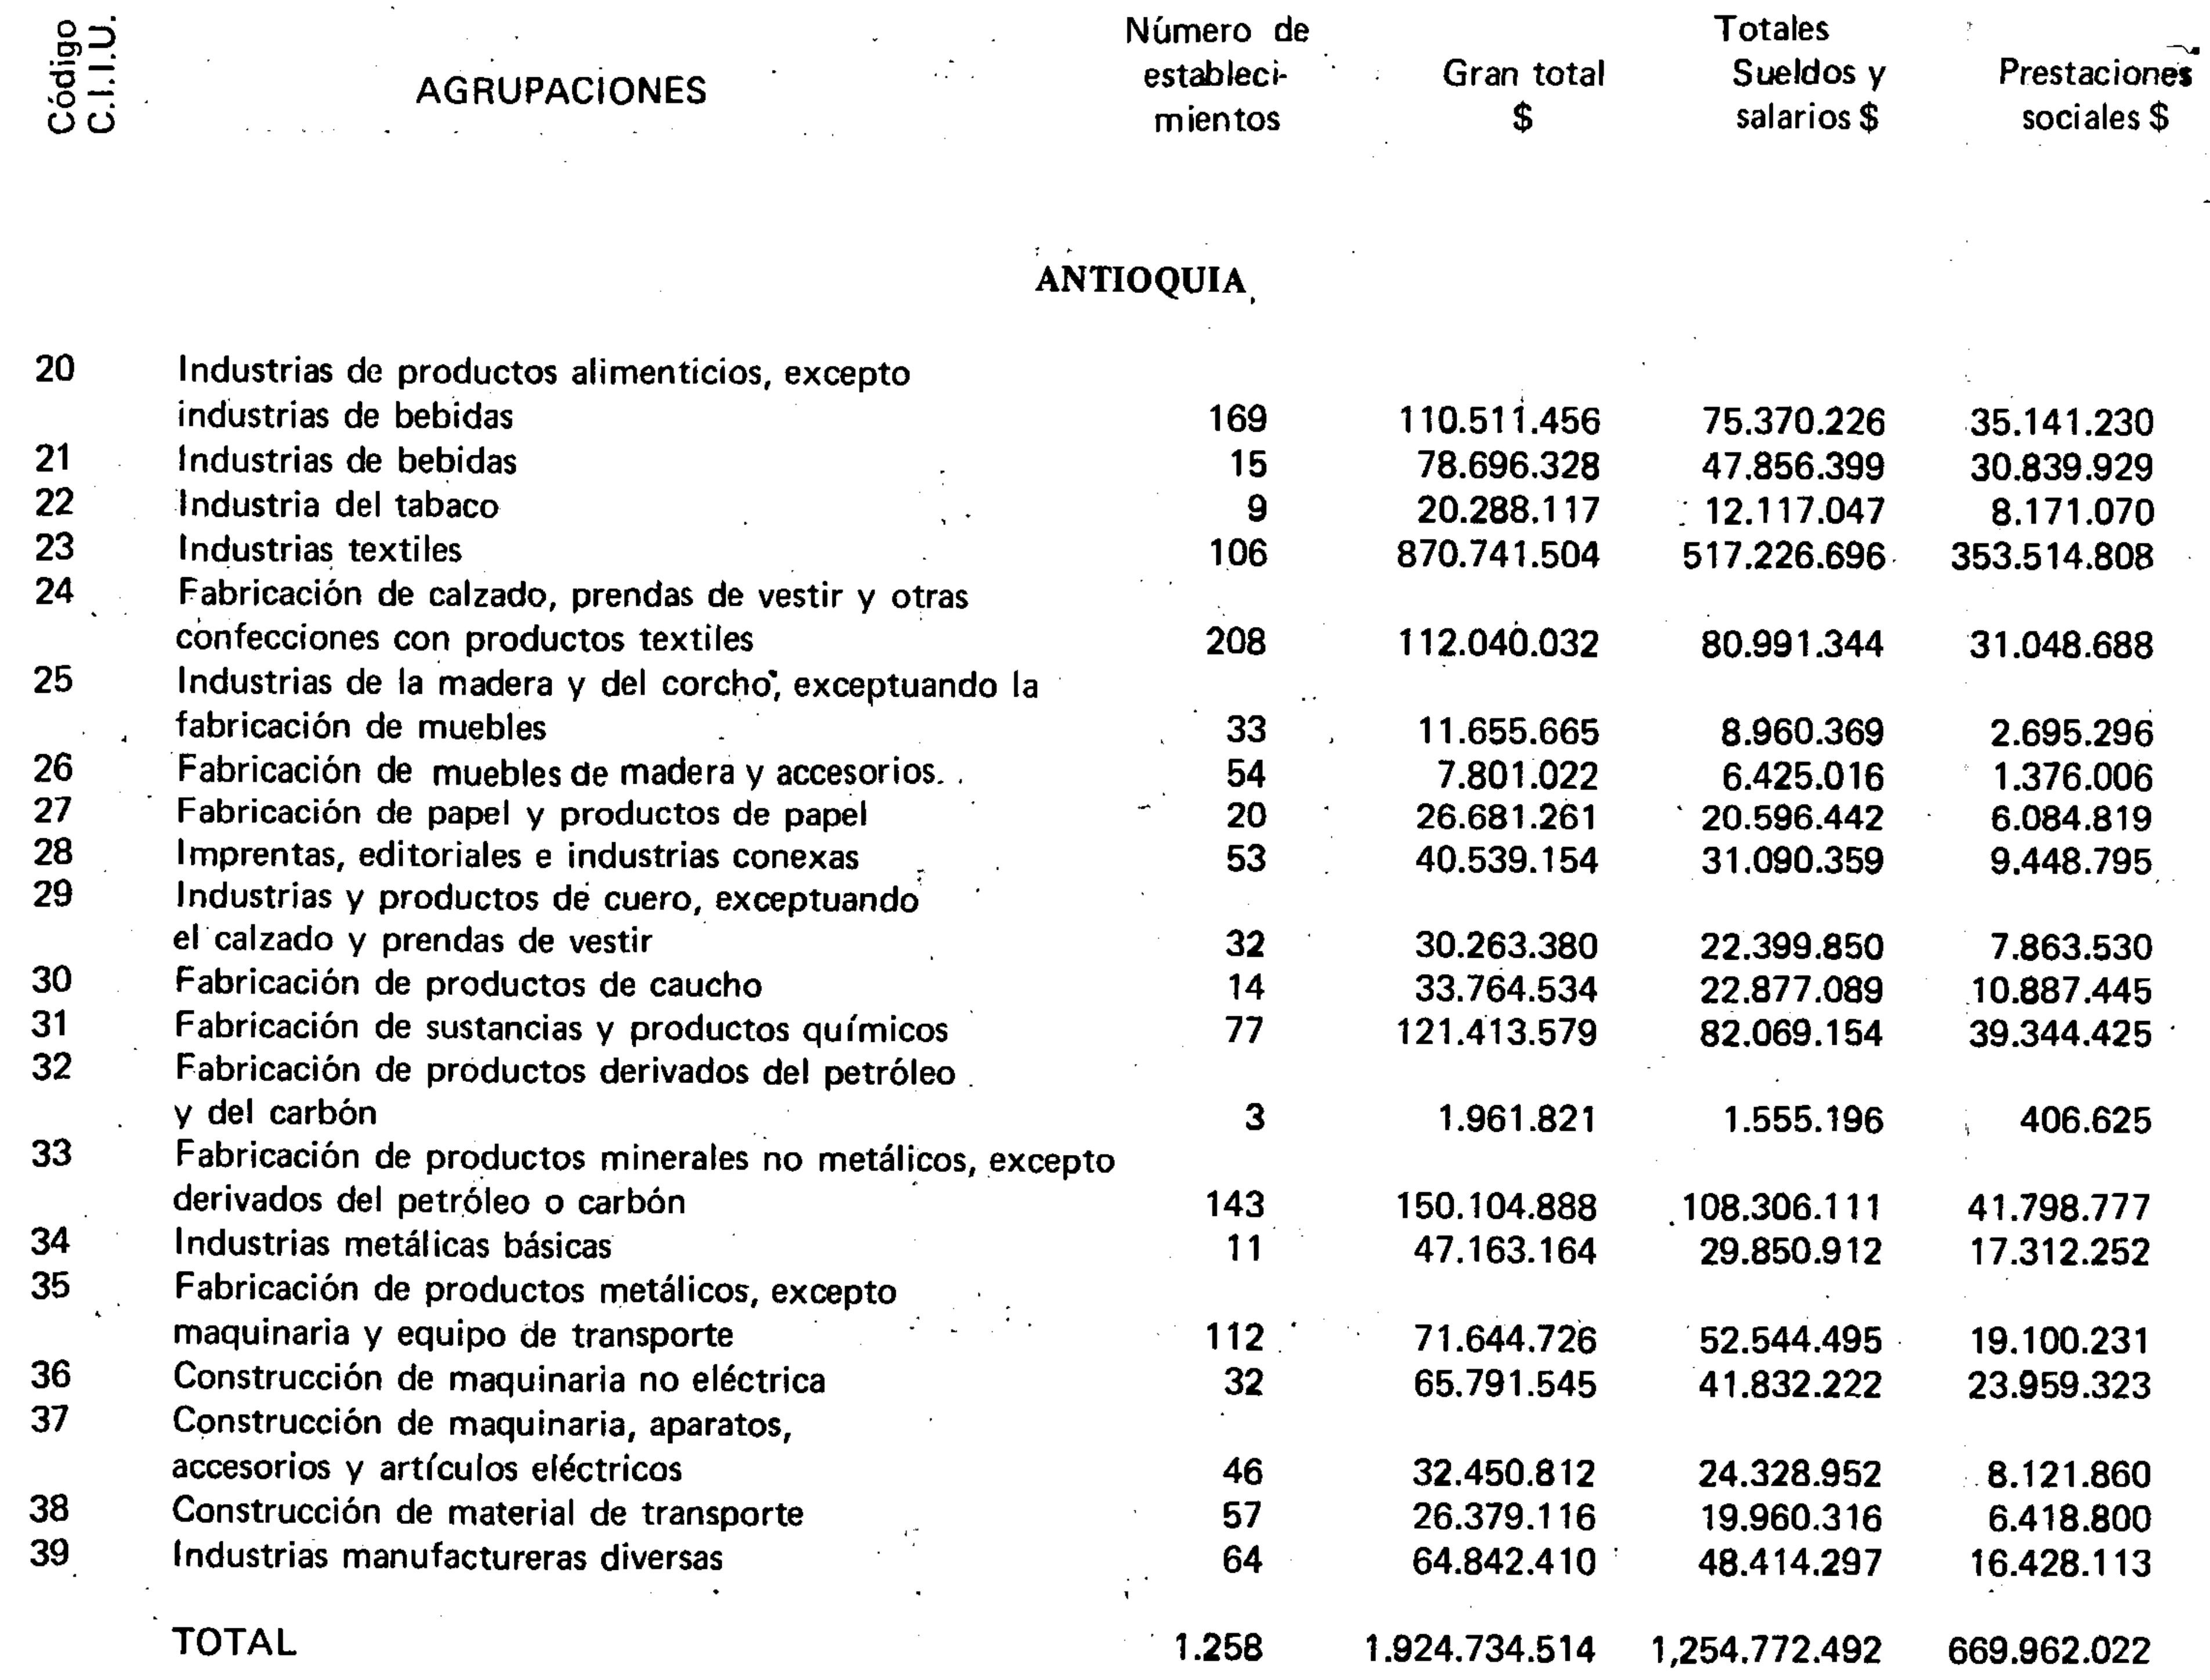 Código C.I.I.U. AGRUPACIONES Número de estableci- mientos Gran total $ Totales Sueldos y salarios $ Prestaciones sociales $
ANTIOQUIA
20 Industrias de productos alimenticios, excepto
industrias de bebidas 169 110.511.456 75.370.226 35.141.230
21 Industrias de bebidas 15 78.696.328 47.856.399 30.839.929
22 Industria del tabaco 9 20.288.117 12.117.047 8.171.070
23 Industrias textiles 106 870.741.504 517.226.696 353.514.808
24 Fabricación de calzado, prendas de vestir y otras
confecciones con productos textiles 208 112.040.032 80.991.344 31.048.688
25 Industrias de la madera y del corcho, exceptuando la
fabricación de muebles 33 11.655.665 8.960.369 2.695.296
26 Fabricación de muebles de madera y accesorios. 54 7.801.022 6.425.016 1.376.006
27 Fabricación de papel y productos de papel 20 26.681.261 20.596.442 6.084.819
28 Imprentas, editoriales e industrias conexas 53 40.539.154 31.090.359 9.448.795
29 Industrias y productos de cuero, exceptuando
el calzado y prendas de vestir 32 30.263.380 22.399.850 7.863.530
30 Fabricación de productos de caucho 14 33.764.534 22.877.089 10.887.445
31 Fabricación de sustancias y productos químicos 77 121.413.579 82.069.154 39.344.425
32 Fabricación de productos derivados del petróleo
y del carbón 3 1.961.821 1.555.196 406.625
33 Fabricación de productos minerales no metálicos, excepto
derivados del petróleo o carbón 143 150.104.888 108.306.111 41.798.777
34 Industrias metálicas básicas 11 47.163.164 29.850.912 17.312.252
35 Fabricación de productos metálicos, excepto
maquinaria y equipo de transporte 112 71.644.726 52.544.495 19.100.231
36 Construcción de maquinaria no eléctrica 32 65.791.545 41.832.222 23.959.323
37 Construcción de maquinaria, aparatos,
accesorios y artículos eléctricos 46 32.450.812 24.328.952 8.121.860
38 Construcción de material de transporte 57 26.379.116 19.960.316 6.418.800
39 Industrias manufactureras diversas 64 64.842.410 48.414.297 16.428.113
TOTAL 1.258 1.924.734.514 1,254.772.492 669.962.022